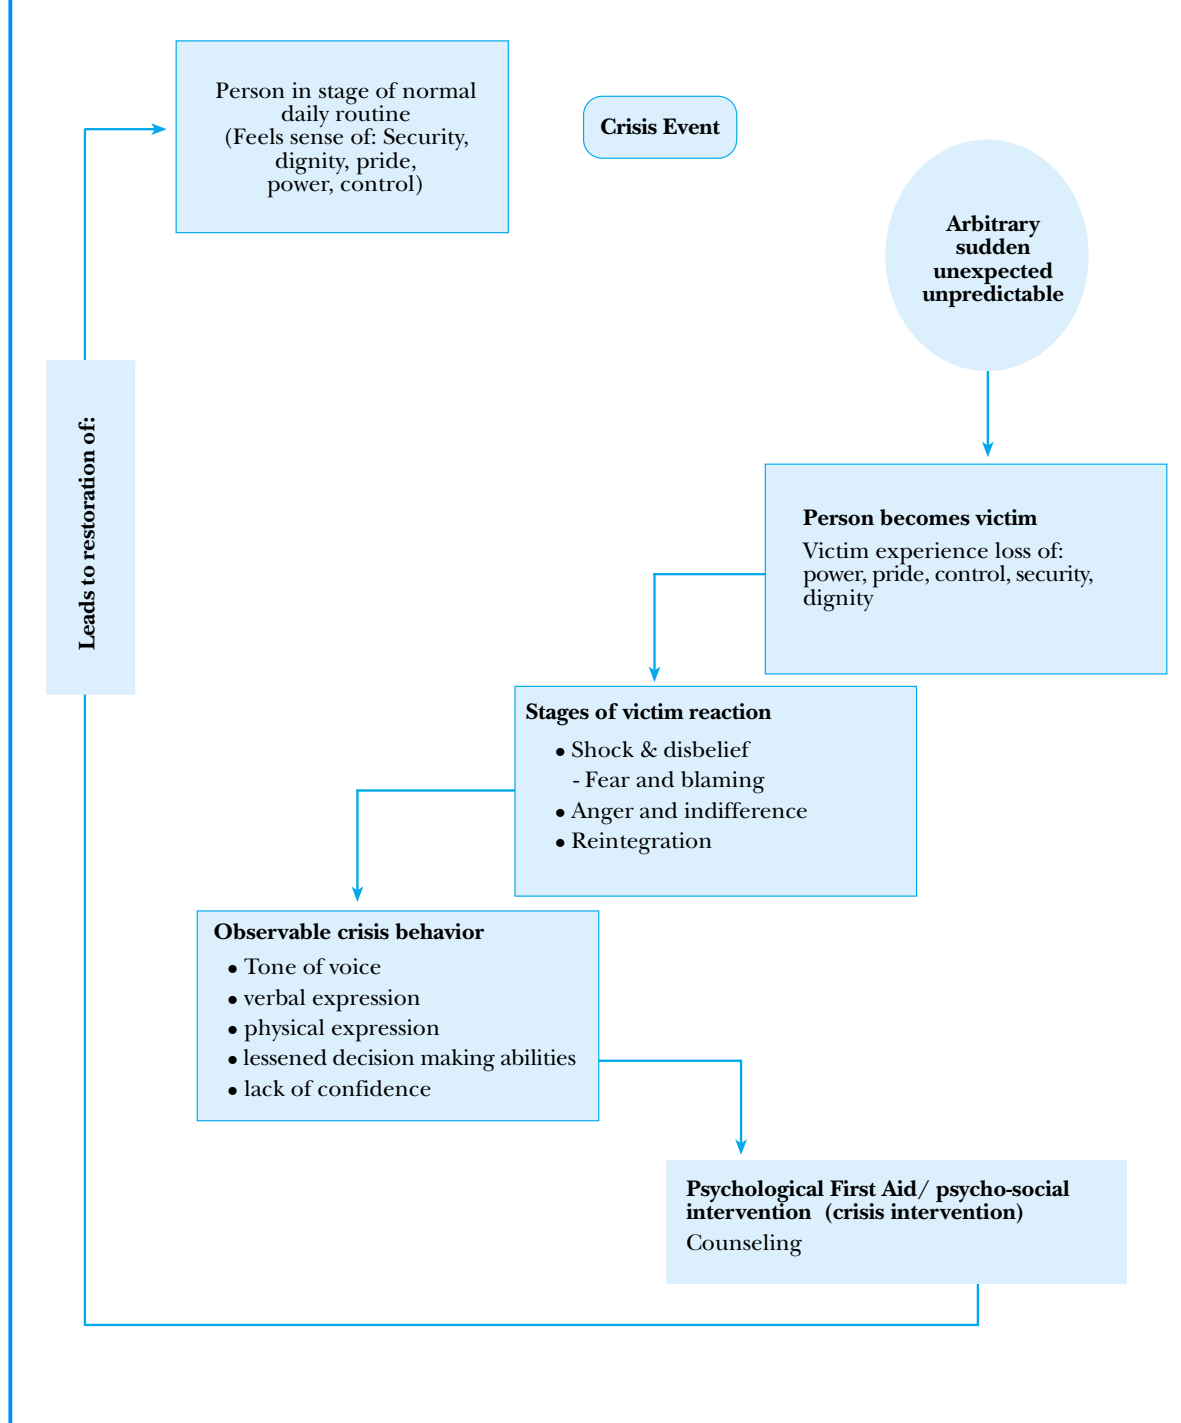 Person in stage of normal
daily routine
(Feels sense of: Security,
dignity, pride,
power, control)
Crisis Event
Arbitrary
sudden
unexpected
unpredictable
Leads to restoration of:
Person becomes victim
Victim experience loss of:
power, pride, control, security,
dignity
Stages of victim reaction
• Shock & disbelief
- Fear and blaming
• Anger and indifference
• Reintegration
Observable crisis behavior
• Tone of voice
• verbal expression
• physical expression
• lessened decision making abilities
• lack of confidence
Psychological First Aid/ psycho-social
intervention (crisis intervention)
Counseling